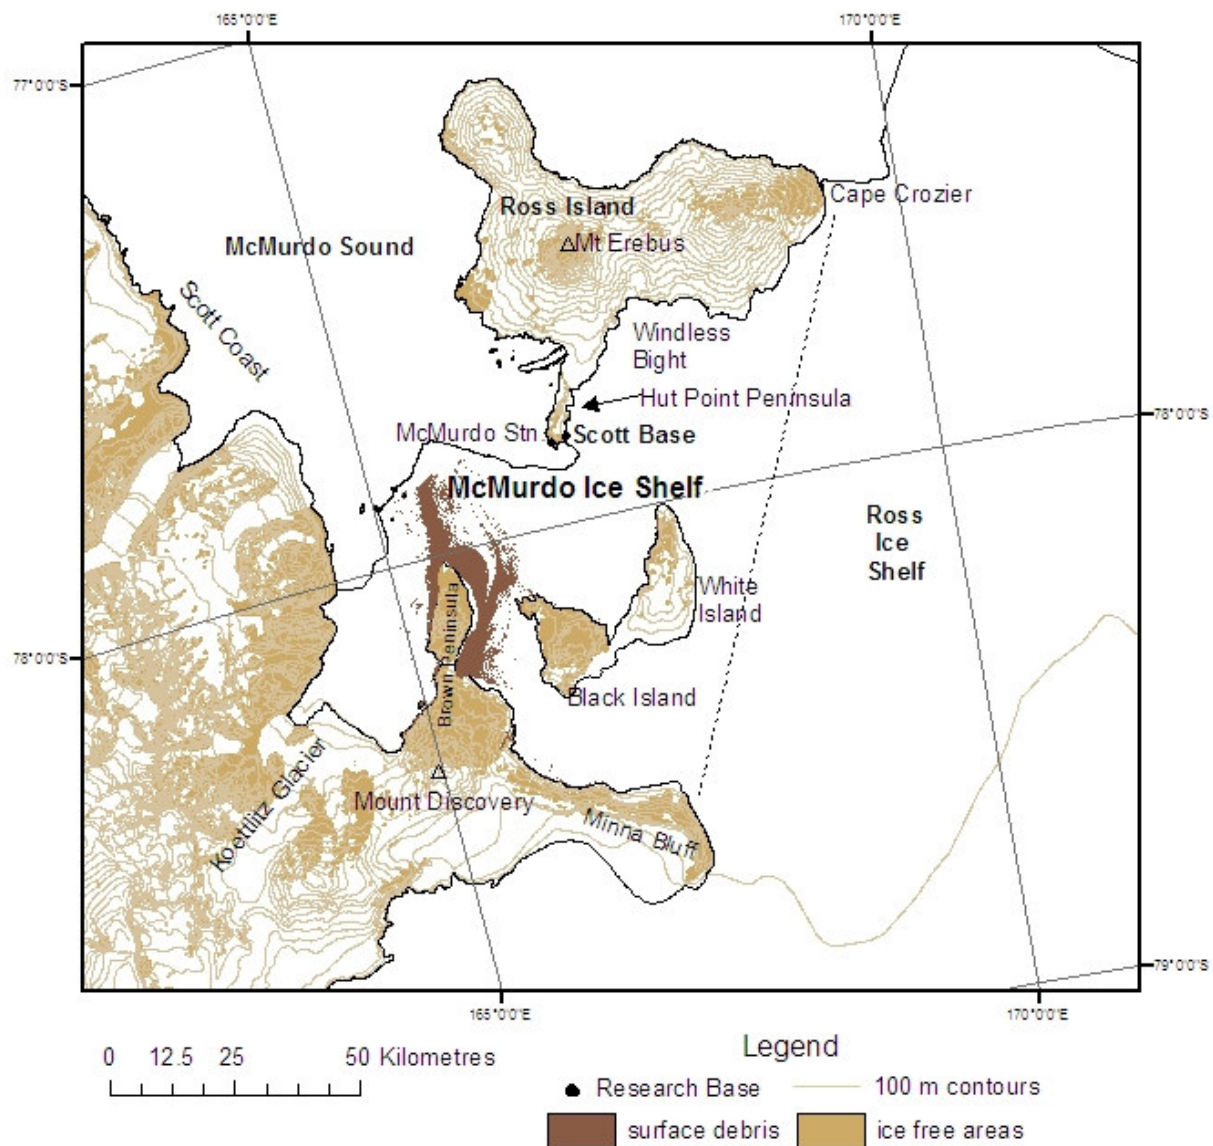 165°0'0"E
170°0'0"E
77°0'0"S
Cape Crozier
Ross Island
McMurdo Sound
Mt Erebus
Scott Coast
Windless
Bight
Hut Point Peninsula
78°0'0"S
McMurdo Stn.
Scott Base
McMurdo Ice Shelf
Ross
Ice
Shelf
White
Island
Brown Peninsula
78°0'0"S
Black Island
Koettlitz Glacier
Mount Discovery
Minna Bluff
79°0'0"S
165°0'0"E
170°0'0"E
0 12.5 25 50 Kilometres
Legend
Research Base
100 m contours
surface debris
ice free areas